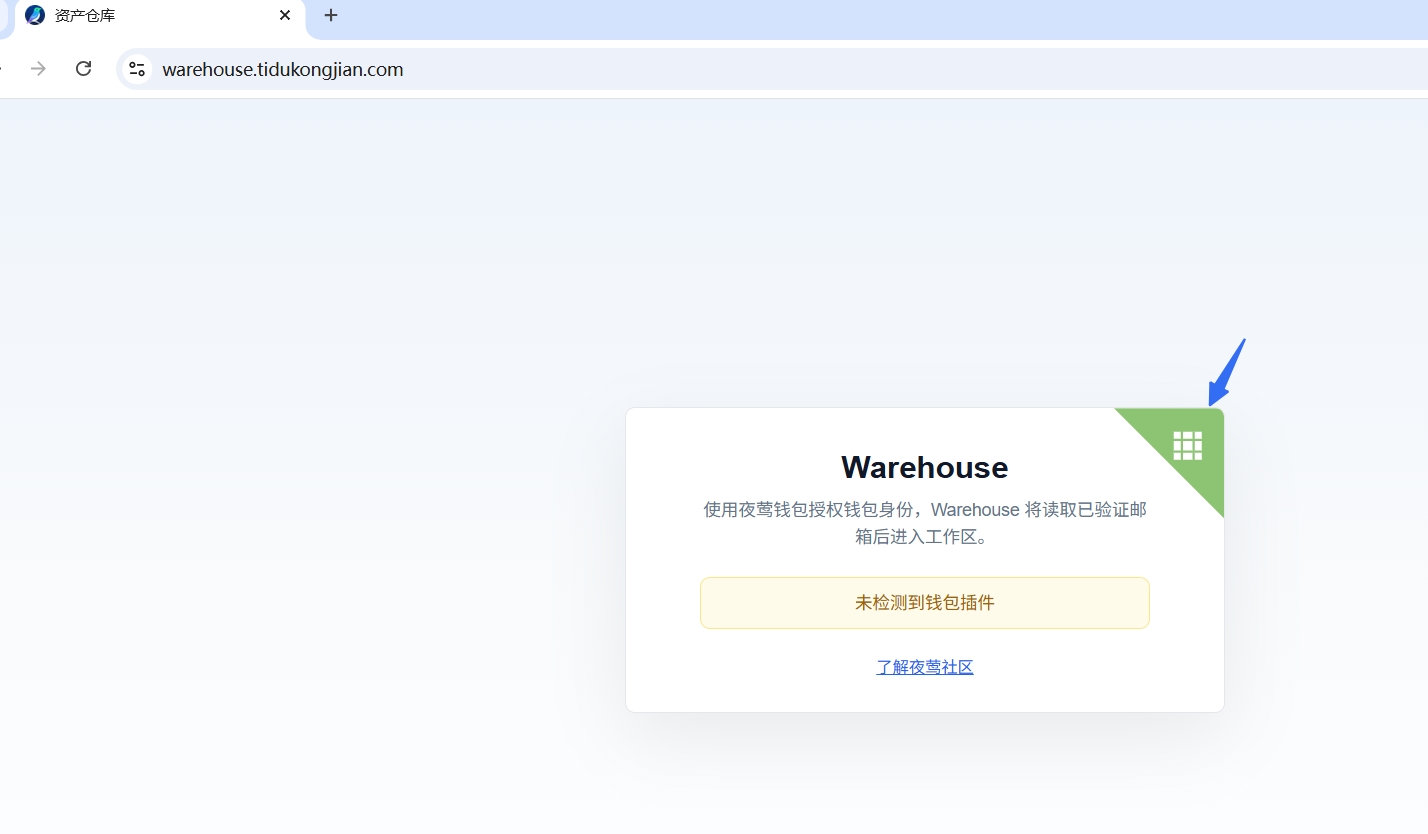 资产仓库
warehouse.tidukongjian.com
Warehouse
使用夜莺钱包授权钱包身份，Warehouse 将读取已验证邮
箱后进入工作区。
未检测到钱包插件
了解夜莺社区